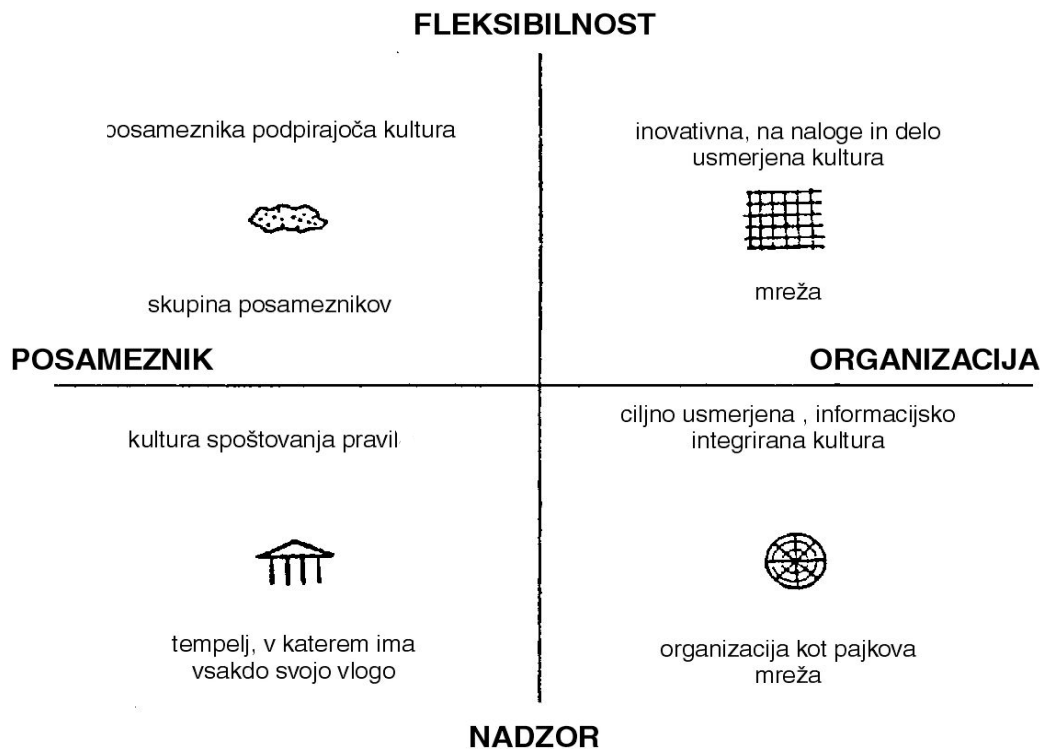 FLEKSIBILNOST
posameznika podpirajoča kultura
inovativna, na naloge in delo
usmerjena kultura
skupina posameznikov
mreža
POSAMEZNIK
ORGANIZACIJA
kultura spoštovanja pravil
ciljno usmerjena , informacijsko
integrirana kultura
tempelj, v katerem ima
vsakdo svojo vlogo
organizacija kot pajkova
mreža
NADZOR